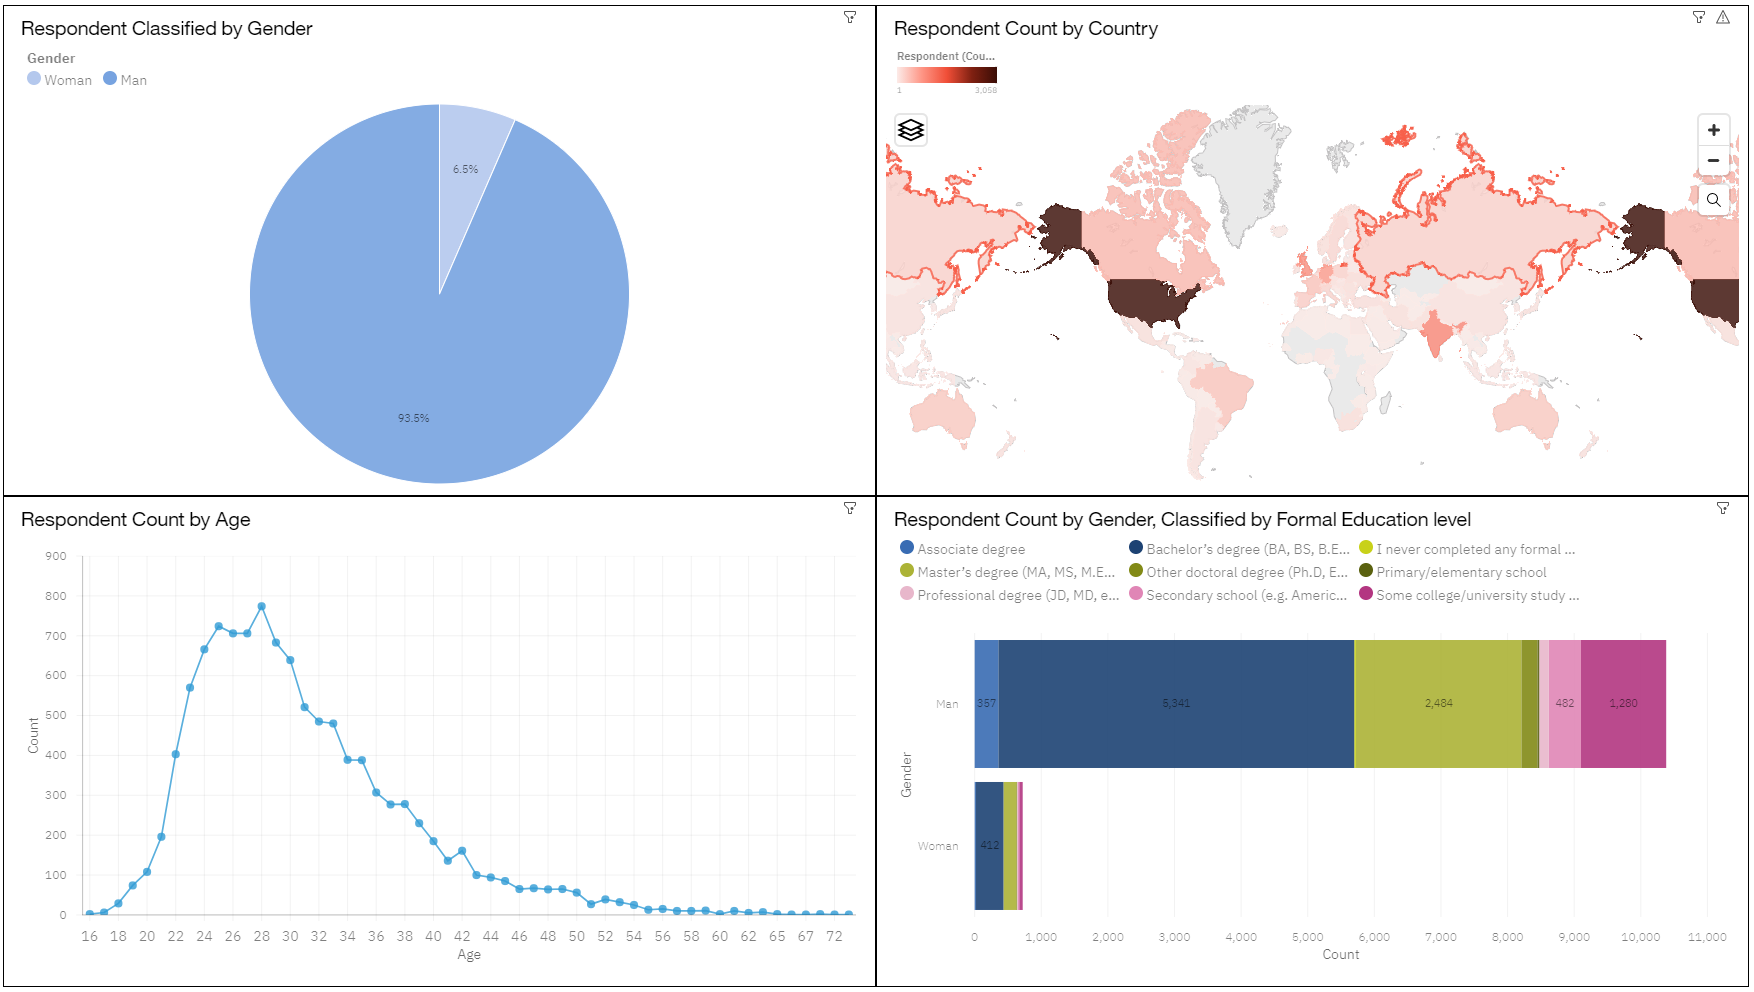 Respondent Classified by Gender
Gender
Woman Man
6.5%
93.5%
Respondent Count by Country
Respondent (Cou...
1 3,058
+
−
Respondent Count by Age
900
800
700
600
500
400
300
200
100
0
Count
16 18 20 22 24 26 28 30 32 34 36 38 40 42 44 46 48 50 52 54 56 58 60 62 65 67 72
Age
Respondent Count by Gender, Classified by Formal Education level
Associate degree Bachelor’s degree (BA, BS, B.E... I never completed any formal ...
Master’s degree (MA, MS, M.E... Other doctoral degree (Ph.D, E... Primary/elementary school
Professional degree (JD, MD, e... Secondary school (e.g. Americ... Some college/university study ...
Man 357 5,341 2,484 482 1,280
Gender
Woman 412
0 1,000 2,000 3,000 4,000 5,000 6,000 7,000 8,000 9,000 10,000 11,000
Count